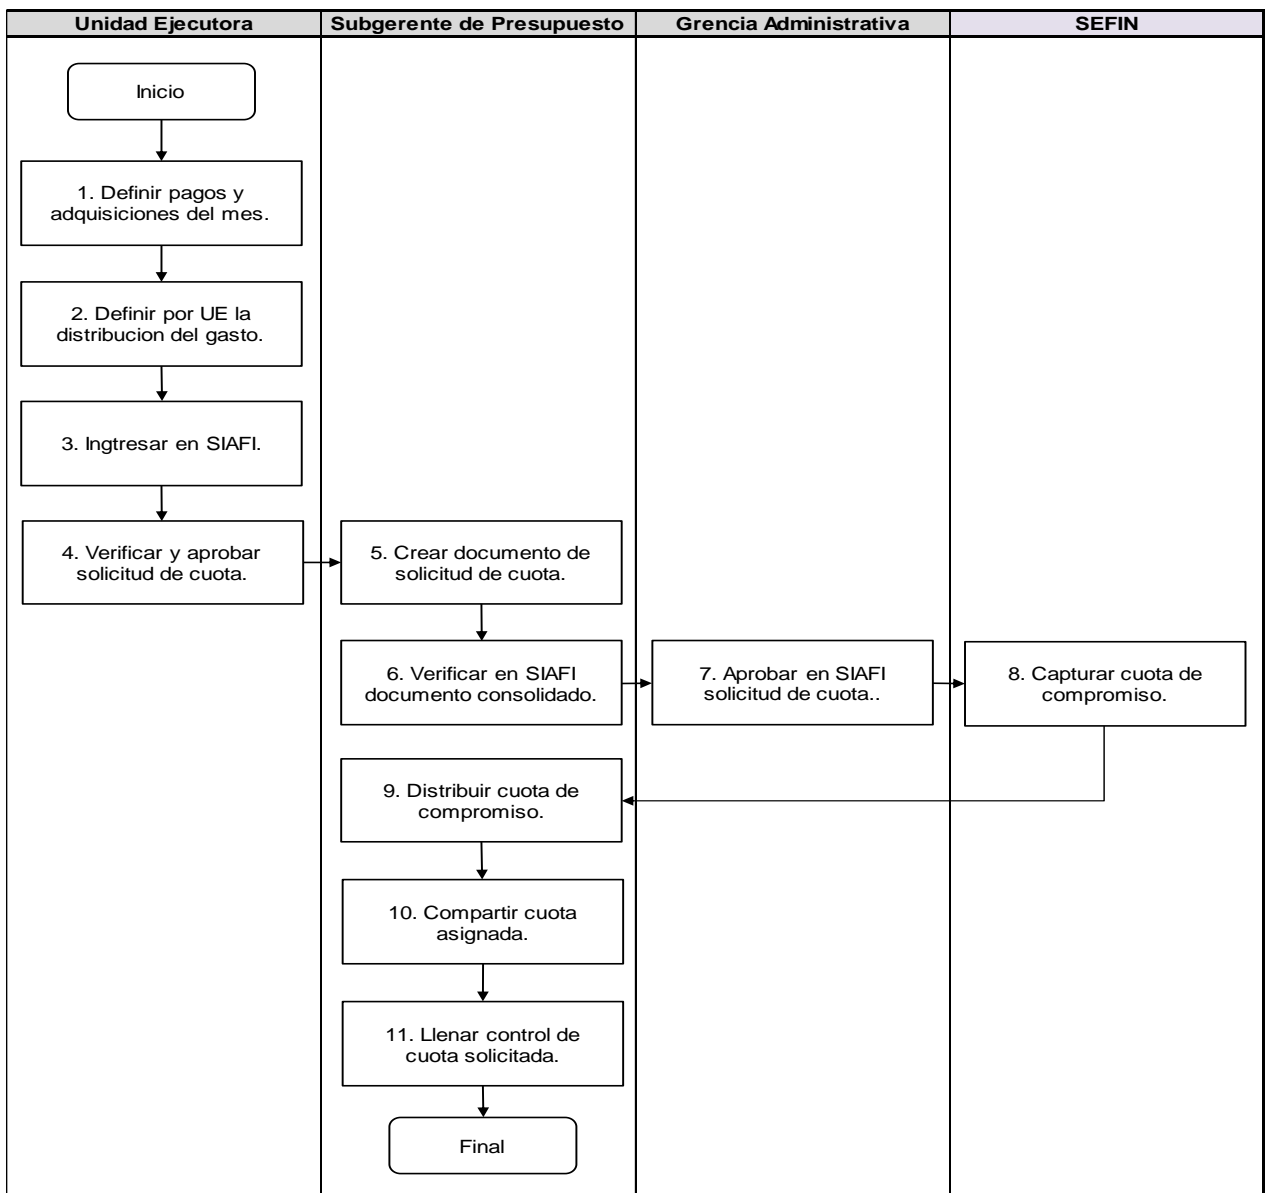 Unidad Ejecutora
Subgerente de Presupuesto
Grencia Administrativa
SEFIN
Inicio
1. Definir pagos y
adquisiciones del mes.
2. Definir por UE la
distribucion del gasto.
3. Ingtresar en SIAFI.
4. Verificar y aprobar
solicitud de cuota.
5. Crear documento de
solicitud de cuota.
6. Verificar en SIAFI
documento consolidado.
7. Aprobar en SIAFI
solicitud de cuota..
8. Capturar cuota de
compromiso.
9. Distribuir cuota de
compromiso.
10. Compartir cuota
asignada.
11. Llenar control de
cuota solicitada.
Final